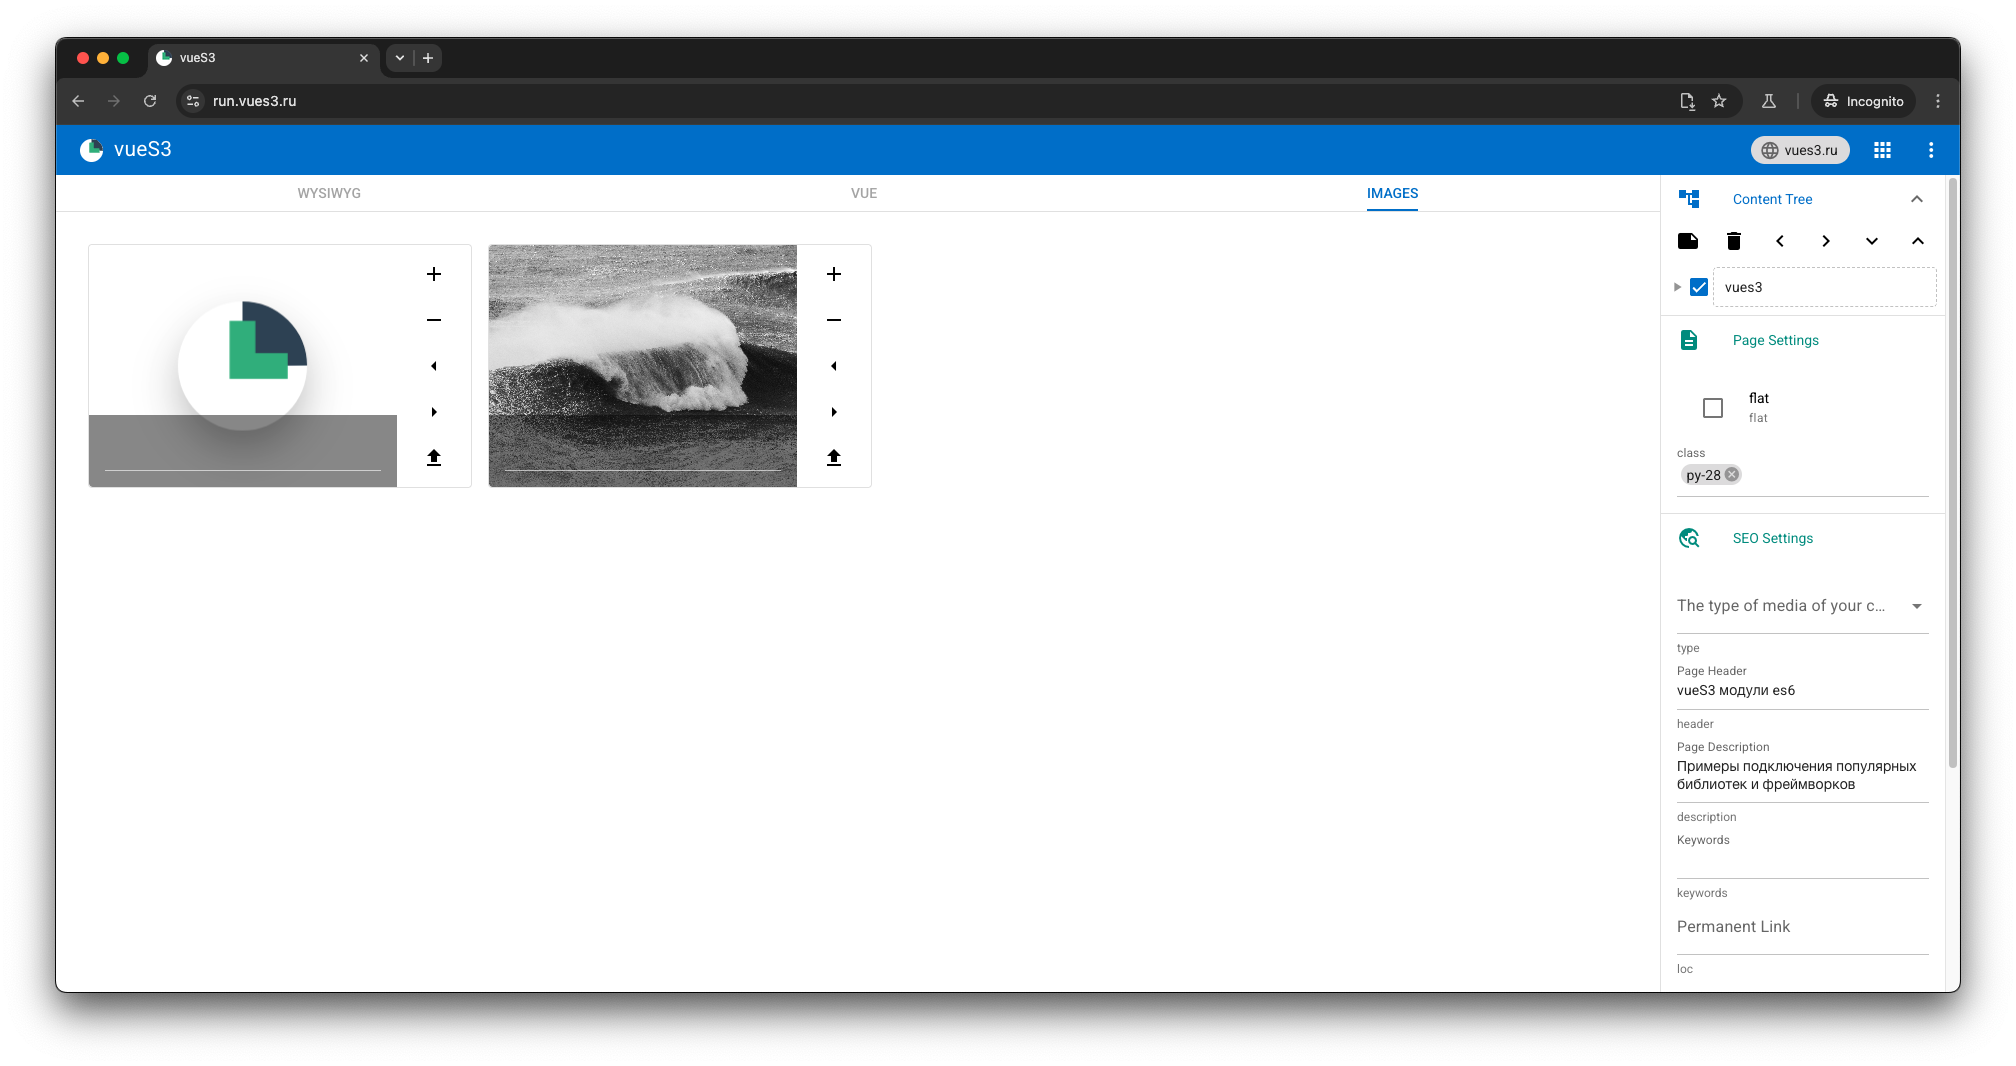 vueS3
run.vues3.ru
Incognito
vueS3
vues3.ru
WYSIWYG
VUE
IMAGES
Content Tree
vues3
Page Settings
flat
flat
class
py-28
SEO Settings
The type of media of your c...
type
Page Header
vueS3 модули es6
header
Page Description
Примеры подключения популярных
библиотек и фреймворков
description
Keywords
keywords
Permanent Link
loc